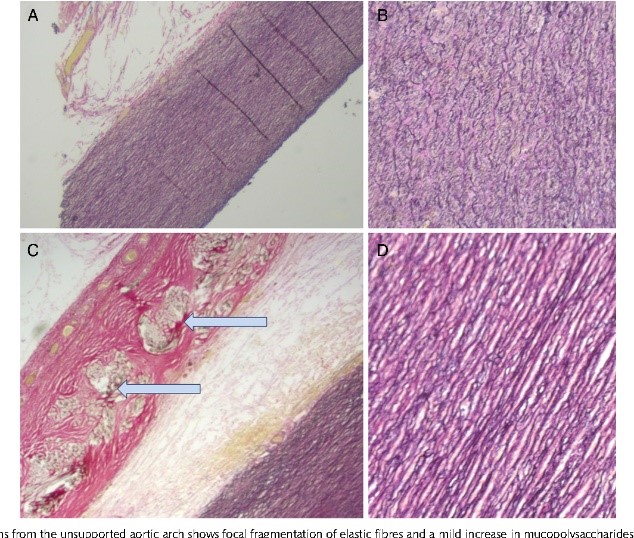 A
B
C
D
ns from the unsupported aortic arch shows focal fragmentation of elastic fibres and a mild increase in mucopolysaccharides